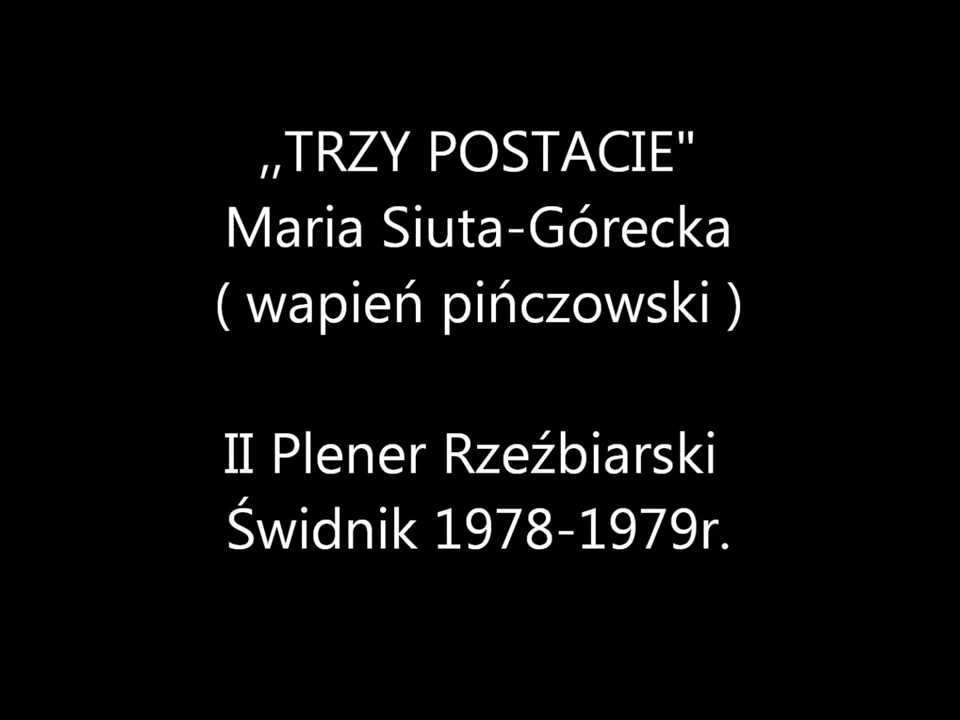 ,,TRZY POSTACIE"
Maria Siuta-Górecka
( wapień pińczowski )
II Plener Rzeźbiarski
Świdnik 1978-1979r.